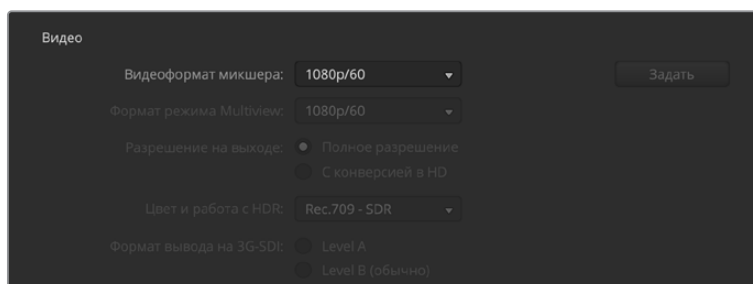 Видео
Видеоформат микшера: 1080p/60 Задать
Формат режима Multiview: 1080p/60
Разрешение на выходе: Полное разрешение
С конверсией в HD
Цвет и работа с HDR: Rec.709 - SDR
Формат вывода на 3G-SDI: Level A
Level B (обычно)